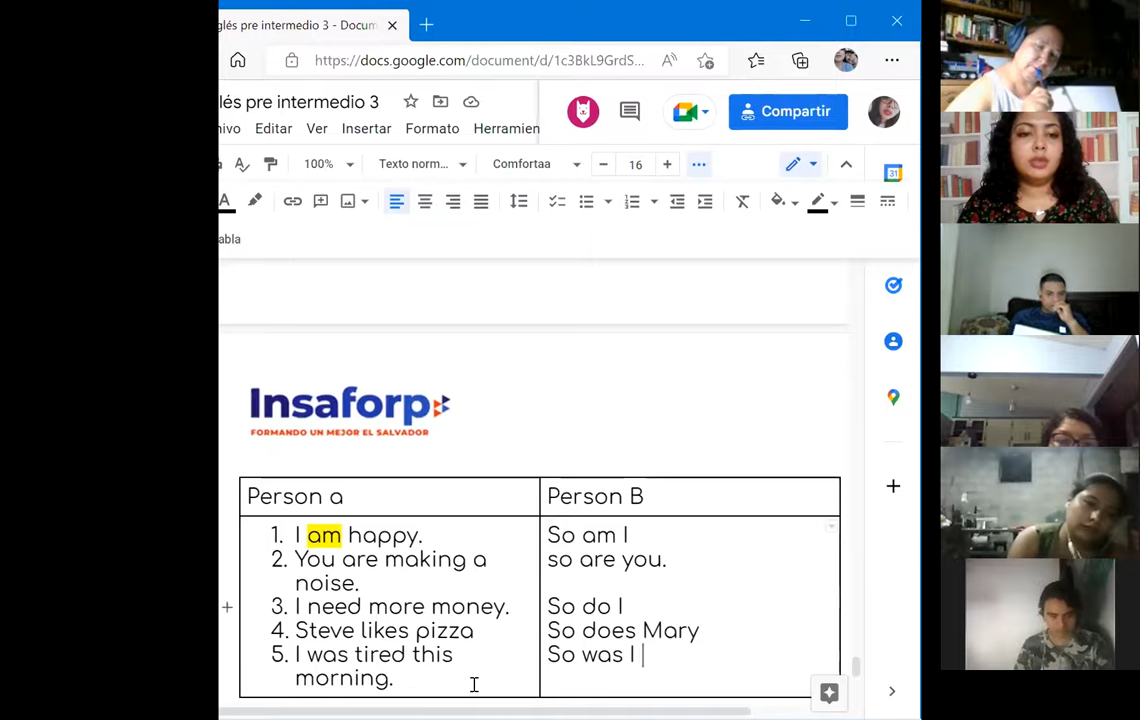 glés pre intermedio 3 - Docum
https://docs.google.com/document/d/1c3BkL9GrdS...
glés pre intermedio 3
Compartir
ivo Editar Ver Insertar Formato Herramien
100% Texto norm... Comfortaa 16
abla
31
Insaforp
FORMANDO UN MEJOR EL SALVADOR
Person a
Person B
1. I am happy.
2. You are making a
noise.
3. I need more money.
4. Steve likes pizza
5. I was tired this
morning.
So am I
so are you.
So do I
So does Mary
So was I